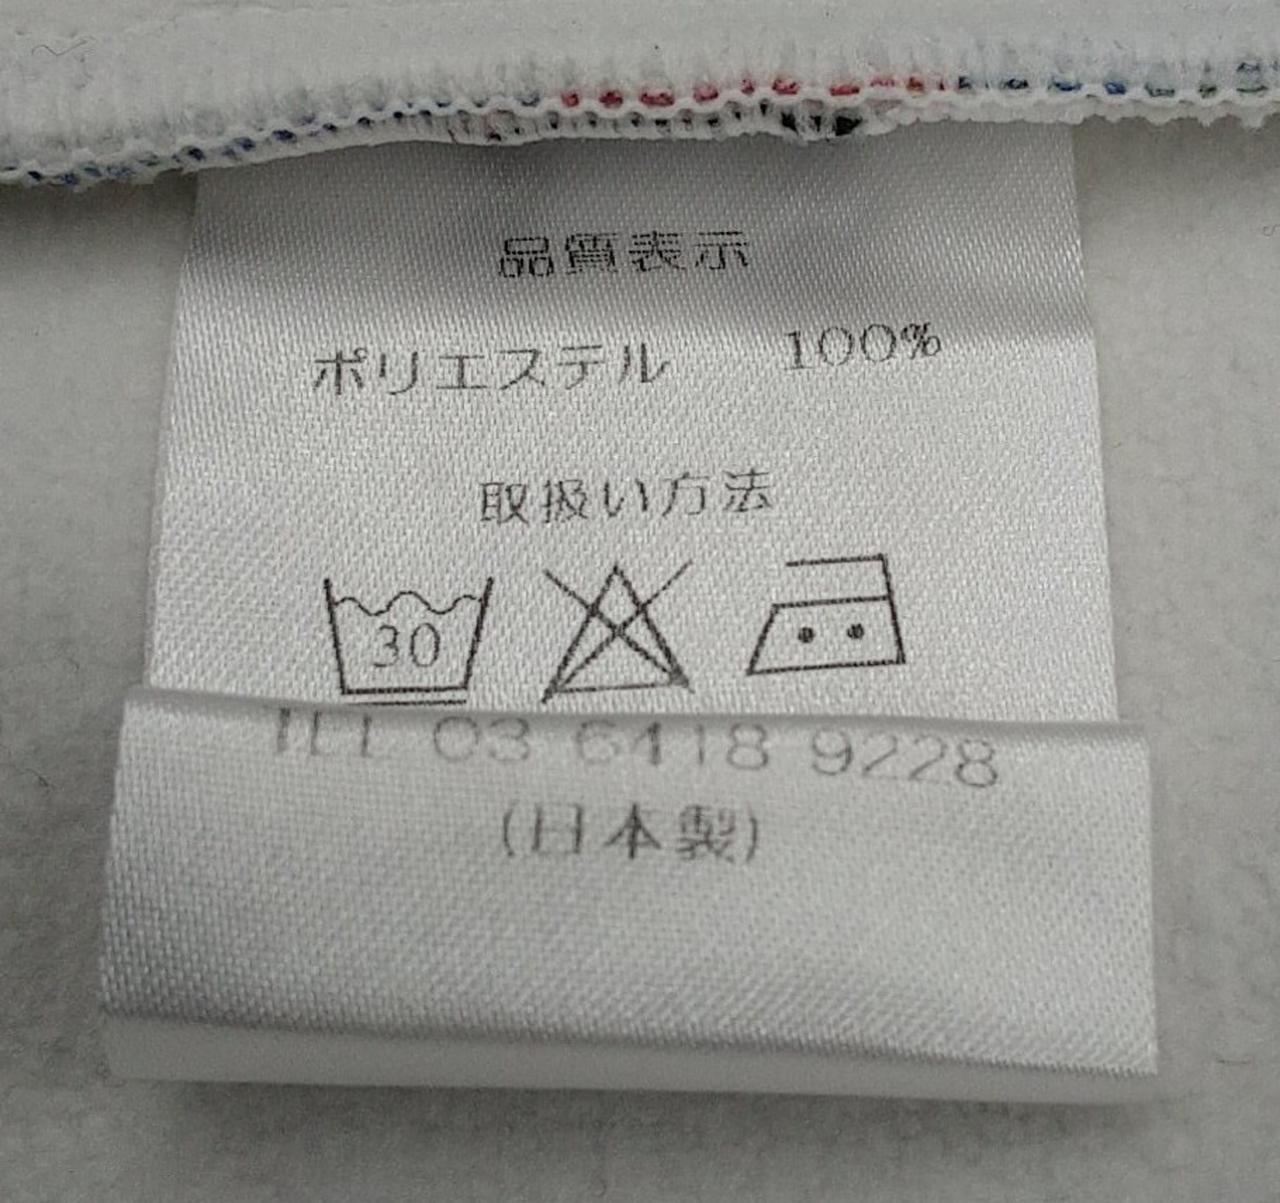 品質表示
ポリエステル 100%
取扱い方法
30
TEL 03 6418 9228
(日本製)